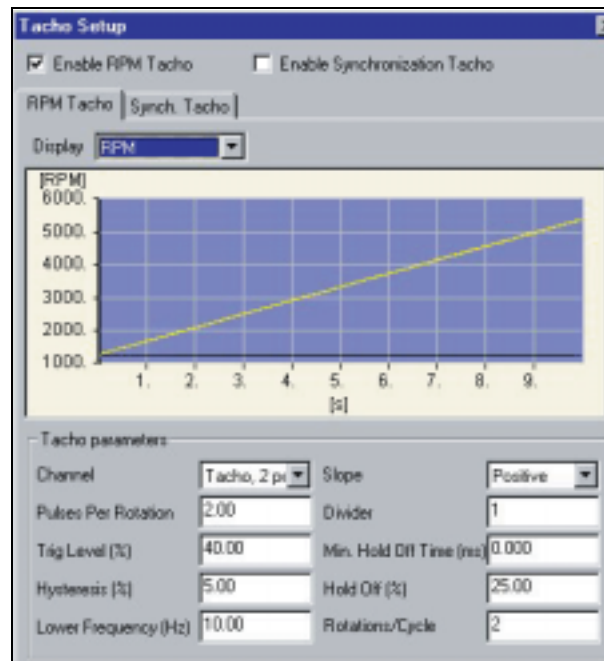 Tacho Setup
Enable RPM Tacho Enable Synchronization Tacho
RPM Tacho Synch. Tacho
Display RPM
[RPM]
6000.
5000.
4000.
3000.
2000.
1000.
1. 2. 3. 4. 5. 6. 7. 8. 9.
[s]
Tacho parameters
Channel Tacho, 2 p Slope Positive
Pulses Per Rotation 2.00 Divider 1
Trig Level (%) 40.00 Min. Hold Off Time (ms) 0.000
Hysteresis (%) 5.00 Hold Off (%) 25.00
Lower Frequency (Hz) 10.00 Rotations/Cycle 2